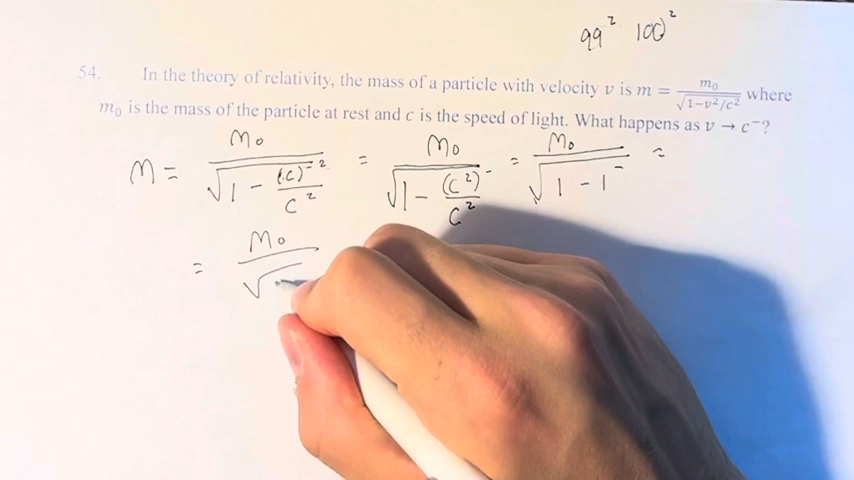 99² 100²
54. In the theory of relativity, the mass of a particle with velocity v is m = m₀/√(1−v²/c²) where
m₀ is the mass of the particle at rest and c is the speed of light. What happens as v → c⁻?
m = m₀/√(1 − (c)⁻²/c²) = m₀/√(1 − (c²)⁻/c²) = m₀/√(1 − 1⁻) =
= m₀/√